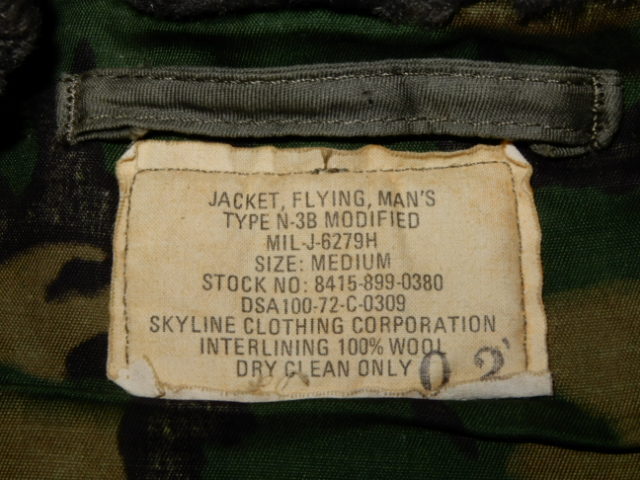 JACKET, FLYING, MAN'S
TYPE N-3B MODIFIED
MIL-J-6279H
SIZE: MEDIUM
STOCK NO: 8415-899-0380
DSA100-72-C-0309
SKYLINE CLOTHING CORPORATION
INTERLINING 100% WOOL
DRY CLEAN ONLY 02'